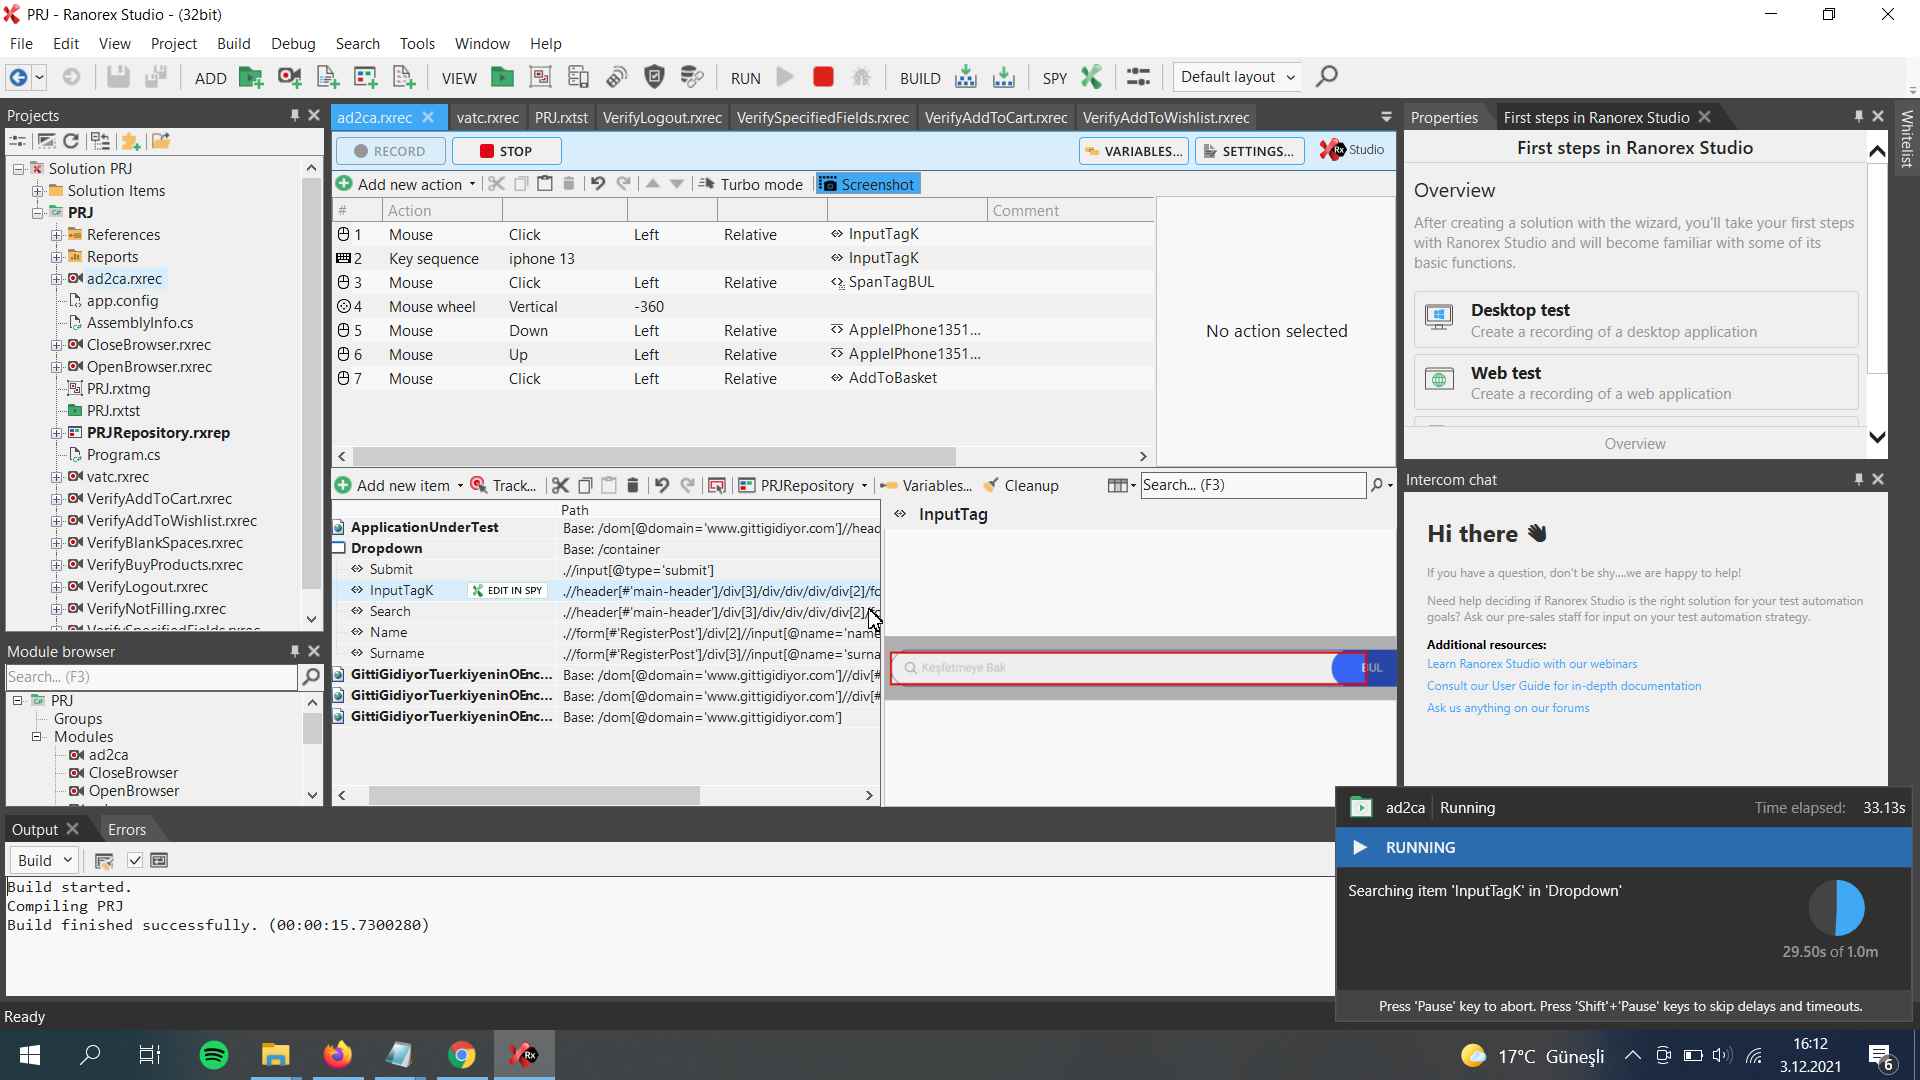 PRJ - Ranorex Studio - (32bit)
File Edit View Project Build Debug Search Tools Window Help
ADD VIEW RUN BUILD SPY Default layout
Projects
Solution PRJ
Solution Items
PRJ
References
Reports
ad2ca.rxrec
app.config
AssemblyInfo.cs
CloseBrowser.rxrec
OpenBrowser.rxrec
PRJ.rxtmg
PRJ.rxtst
PRJRepository.rxrep
Program.cs
vatc.rxrec
VerifyAddToCart.rxrec
VerifyAddToWishlist.rxrec
VerifyBlankSpaces.rxrec
VerifyBuyProducts.rxrec
VerifyLogout.rxrec
VerifyNotFilling.rxrec
VerifySpecifiedFields.rxrec
Module browser
Search... (F3)
PRJ
Groups
Modules
ad2ca
CloseBrowser
OpenBrowser
ad2ca.rxrec vatc.rxrec PRJ.rxtst VerifyLogout.rxrec VerifySpecifiedFields.rxrec VerifyAddToCart.rxrec VerifyAddToWishlist.rxrec
RECORD STOP VARIABLES... SETTINGS... Rx Studio
Add new action Turbo mode Screenshot
# Action Comment
1 Mouse Click Left Relative InputTagK
2 Key sequence iphone 13 InputTagK
3 Mouse Click Left Relative SpanTagBUL
4 Mouse wheel Vertical -360
5 Mouse Down Left Relative AppleIPhone1351...
6 Mouse Up Left Relative AppleIPhone1351...
7 Mouse Click Left Relative AddToBasket
No action selected
Add new item Track... PRJRepository Variables... Cleanup Search... (F3)
Path
ApplicationUnderTest Base: /dom[@domain='www.gittigidiyor.com']//head
Dropdown Base: /container
Submit .//input[@type='submit']
InputTagK EDIT IN SPY .//header[#'main-header']/div[3]/div/div/div/div[2]/fo
Search .//header[#'main-header']/div[3]/div/div/div/div[2]/fo
Name .//form[#'RegisterPost']/div[2]//input[@name='name
Surname .//form[#'RegisterPost']/div[3]//input[@name='surna
GittiGidiyorTuerkiyeninOEnc... Base: /dom[@domain='www.gittigidiyor.com']//div[#
GittiGidiyorTuerkiyeninOEnc... Base: /dom[@domain='www.gittigidiyor.com']//div[#
GittiGidiyorTuerkiyeninOEnc... Base: /dom[@domain='www.gittigidiyor.com']
InputTag
Keşfetmeye Bak BUL
Properties First steps in Ranorex Studio
First steps in Ranorex Studio
Overview
After creating a solution with the wizard, you'll take your first steps
with Ranorex Studio and will become familiar with some of its
basic functions.
Desktop test
Create a recording of a desktop application
Web test
Create a recording of a web application
Overview
Whitelist
Intercom chat
Hi there
If you have a question, don't be shy....we are happy to help!
Need help deciding if Ranorex Studio is the right solution for your test automation
goals? Ask our pre-sales staff for input on your test automation strategy.
Additional resources:
Learn Ranorex Studio with our webinars
Consult our User Guide for in-depth documentation
Ask us anything on our forums
Output Errors
Build
Build started.
Compiling PRJ
Build finished successfully. (00:00:15.7300280)
ad2ca Running Time elapsed: 33.13s
RUNNING
Searching item 'InputTagK' in 'Dropdown'
29.50s of 1.0m
Press 'Pause' key to abort. Press 'Shift'+'Pause' keys to skip delays and timeouts.
Ready
Rx
17°C Güneşli
16:12
3.12.2021
6